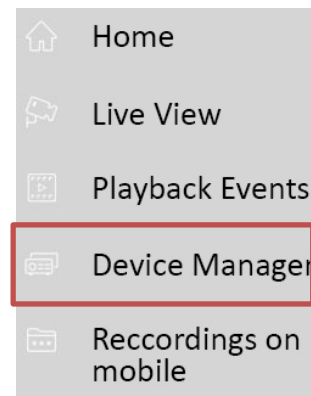 Home
Live View
Playback Events
Device Manager
Reccordings on
mobile